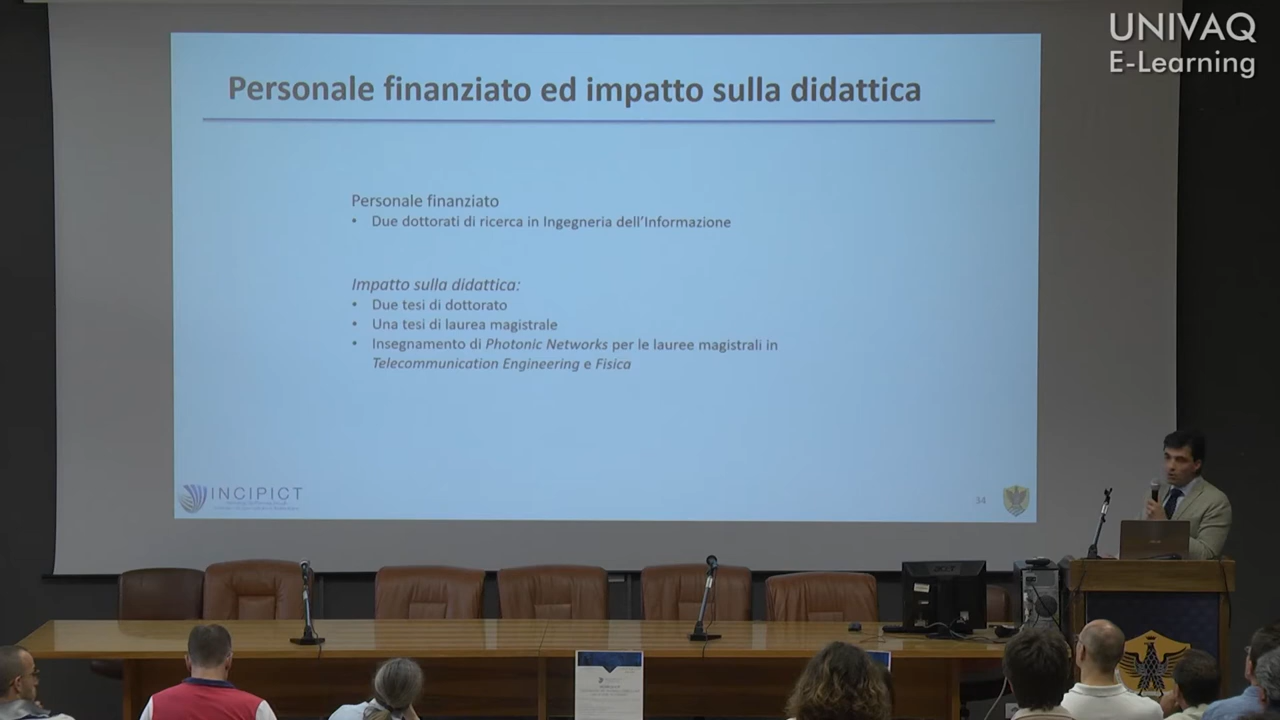 UNIVAQ
E-Learning
Personale finanziato ed impatto sulla didattica
Personale finanziato
• Due dottorati di ricerca in Ingegneria dell'Informazione
Impatto sulla didattica:
• Due tesi di dottorato
• Una tesi di laurea magistrale
• Insegnamento di Photonic Networks per le lauree magistrali in
Telecommunication Engineering e Fisica
INCIPICT
34
acer